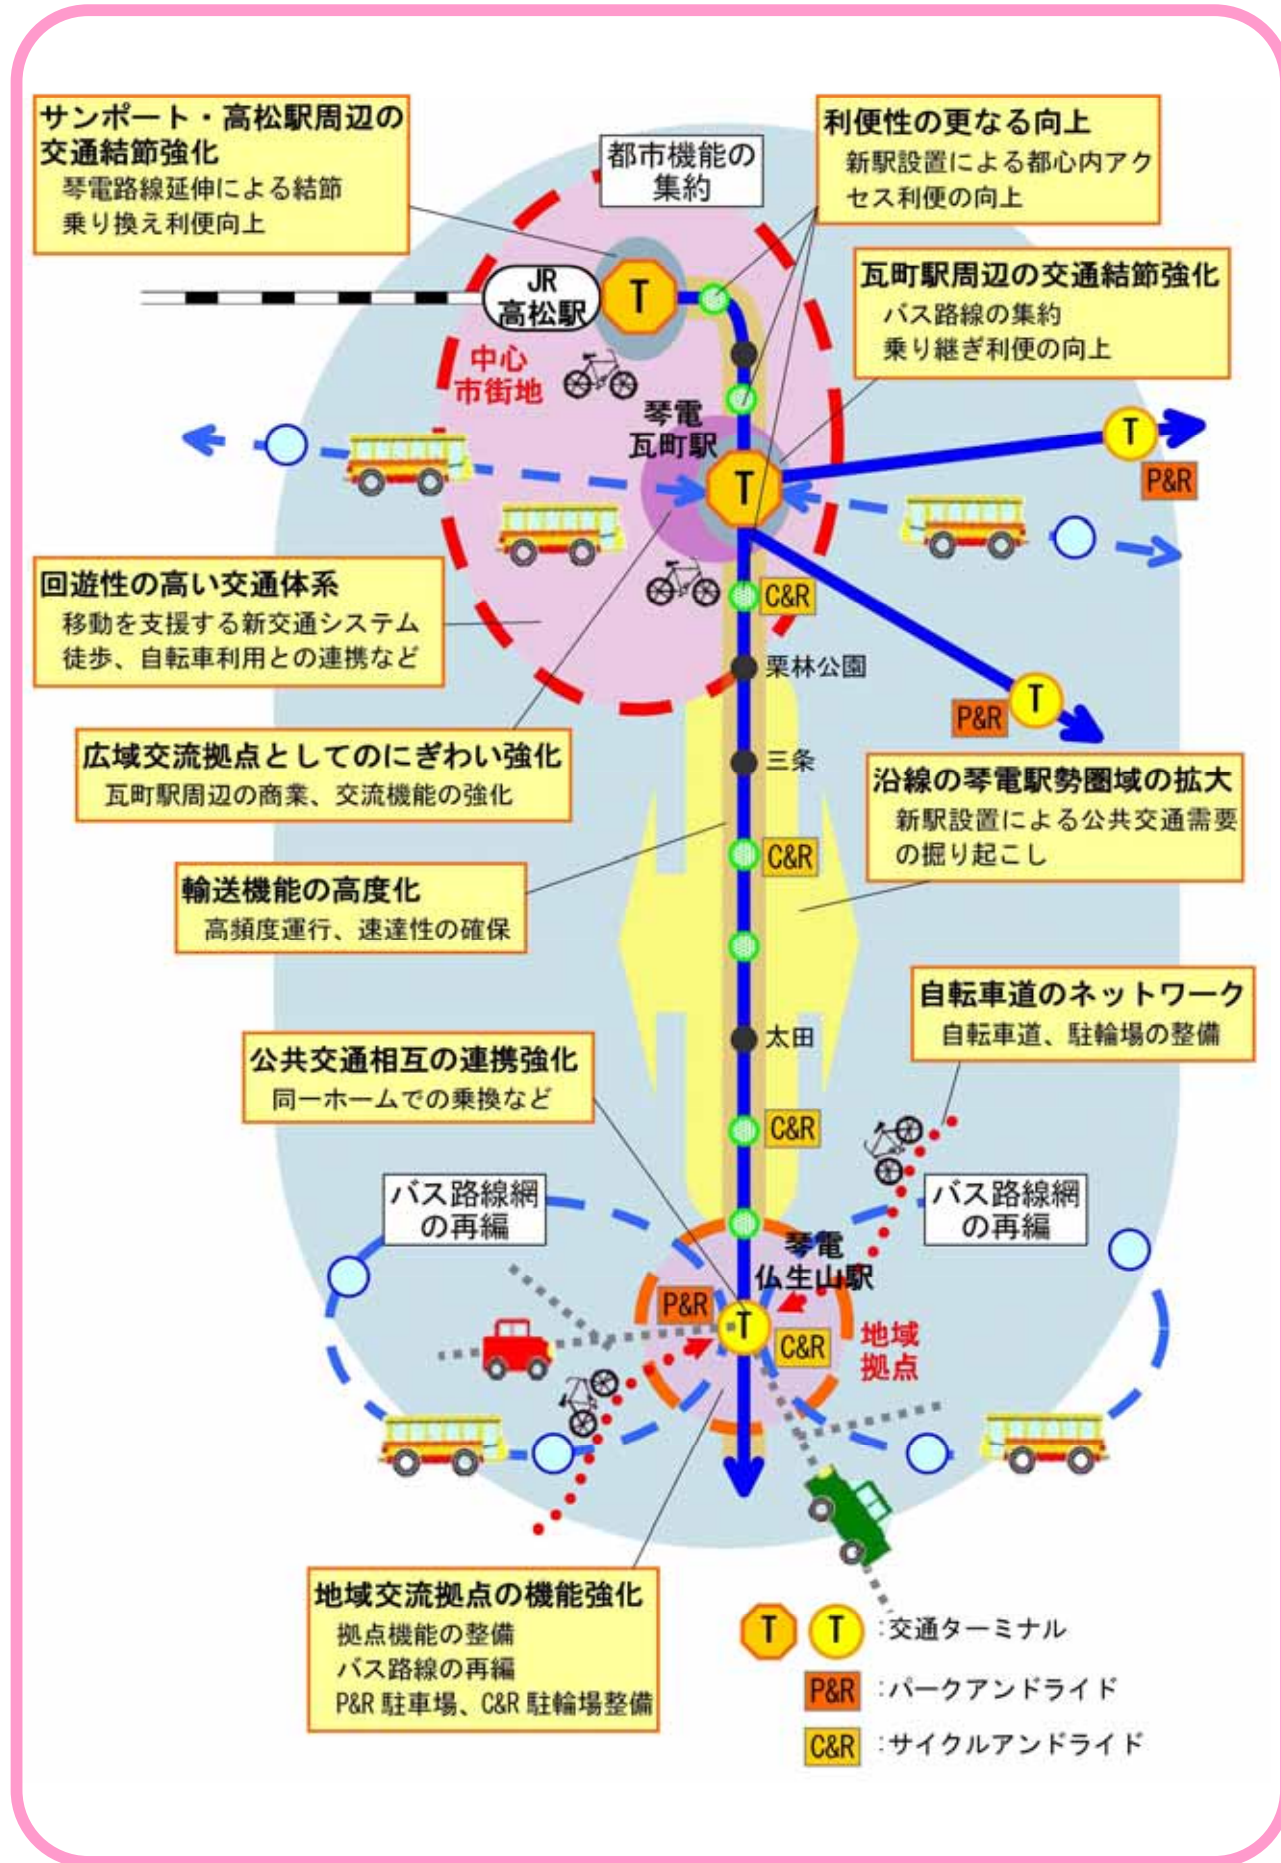 サンポート・高松駅周辺の
交通結節強化
琴電路線延伸による結節
乗り換え利便向上
都市機能の
集約
利便性の更なる向上
新駅設置による都心内アク
セス利便の向上
瓦町駅周辺の交通結節強化
バス路線の集約
乗り継ぎ利便の向上
JR
高松駅
T
中心
市街地
琴電
瓦町駅
T
T
P&R
回遊性の高い交通体系
移動を支援する新交通システム
徒歩、自転車利用との連携など
C&R
栗林公園
T
P&R
広域交流拠点としてのにぎわい強化
瓦町駅周辺の商業、交流機能の強化
三条
沿線の琴電駅勢圏域の拡大
新駅設置による公共交通需要
の掘り起こし
C&R
輸送機能の高度化
高頻度運行、速達性の確保
自転車道のネットワーク
自転車道、駐輪場の整備
太田
公共交通相互の連携強化
同一ホームでの乗換など
C&R
バス路線網
の再編
バス路線網
の再編
琴電
仏生山駅
P&R
T
C&R
地域
拠点
地域交流拠点の機能強化
拠点機能の整備
バス路線の再編
P&R 駐車場、C&R 駐輪場整備
T T :交通ターミナル
P&R :パークアンドライド
C&R :サイクルアンドライド